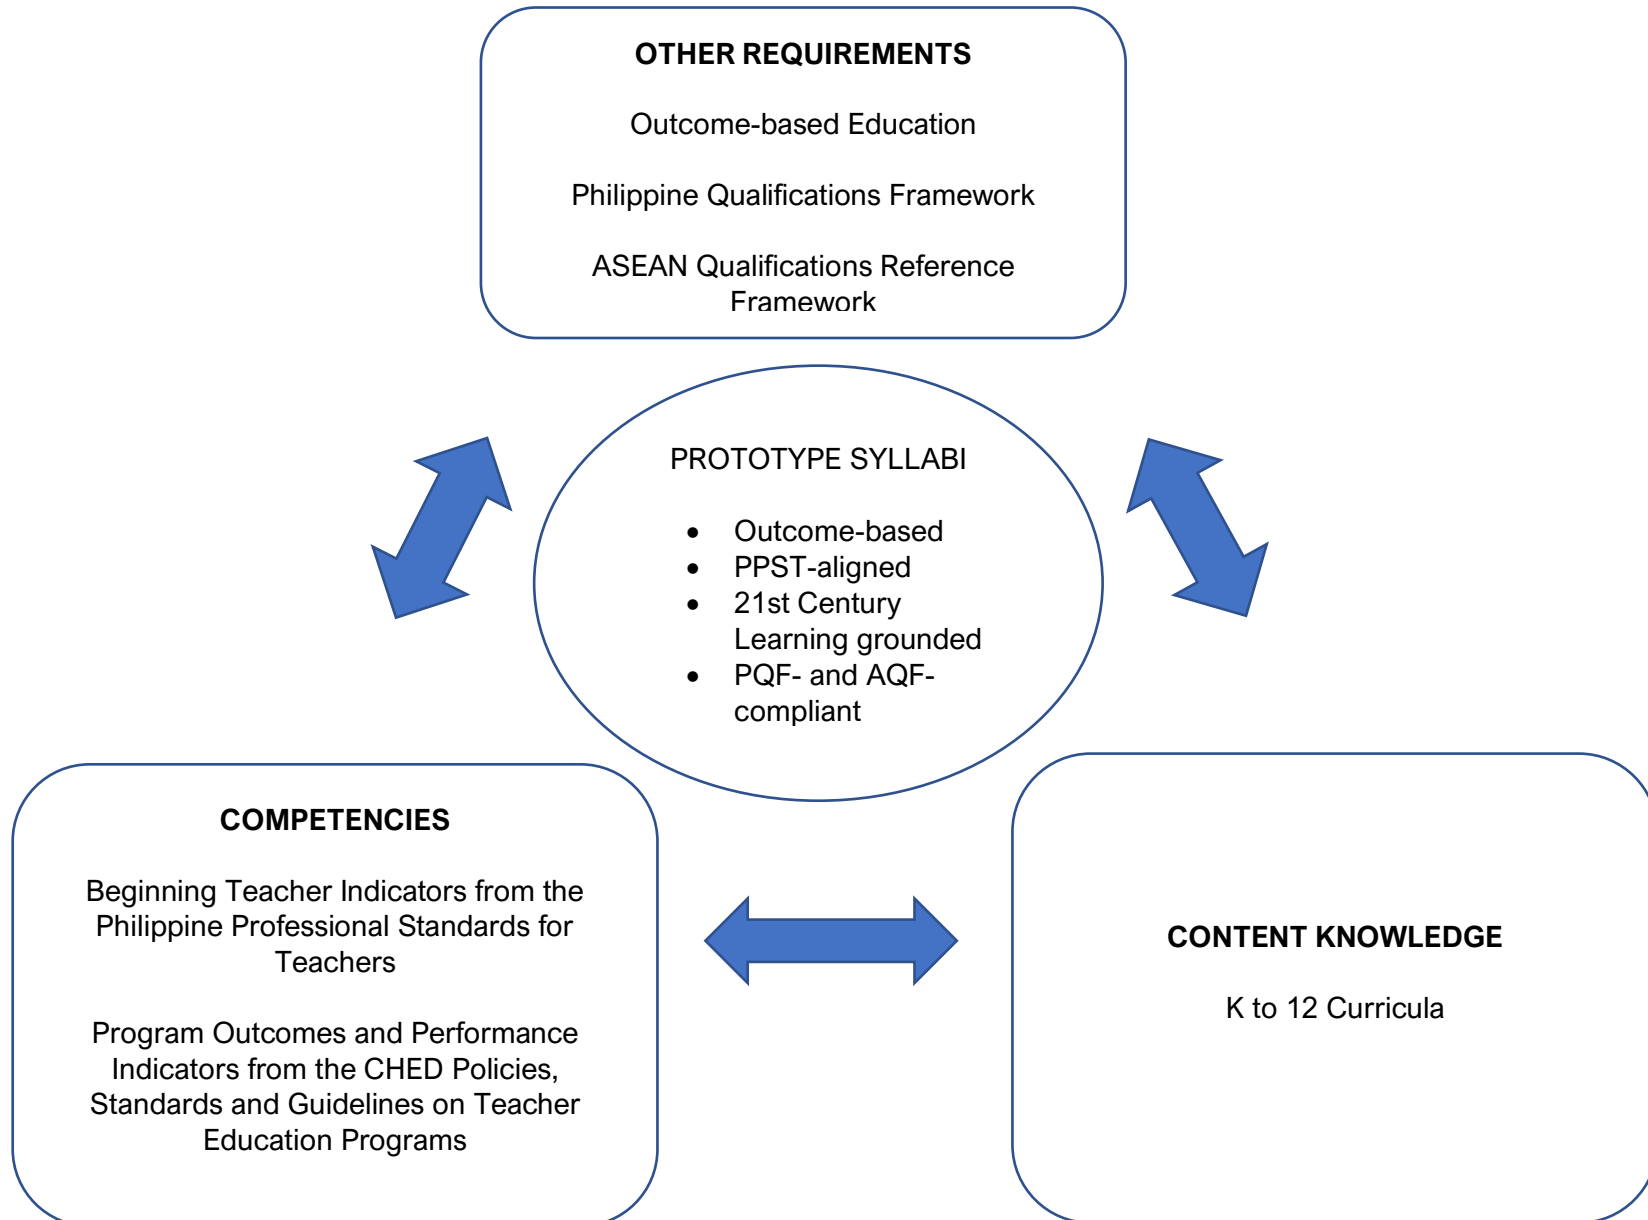 OTHER REQUIREMENTS
Outcome-based Education
Philippine Qualifications Framework
ASEAN Qualifications Reference
Framework
PROTOTYPE SYLLABI
• Outcome-based
• PPST-aligned
• 21st Century
Learning grounded
• PQF- and AQF-
compliant
COMPETENCIES
Beginning Teacher Indicators from the
Philippine Professional Standards for
Teachers
Program Outcomes and Performance
Indicators from the CHED Policies,
Standards and Guidelines on Teacher
Education Programs
CONTENT KNOWLEDGE
K to 12 Curricula